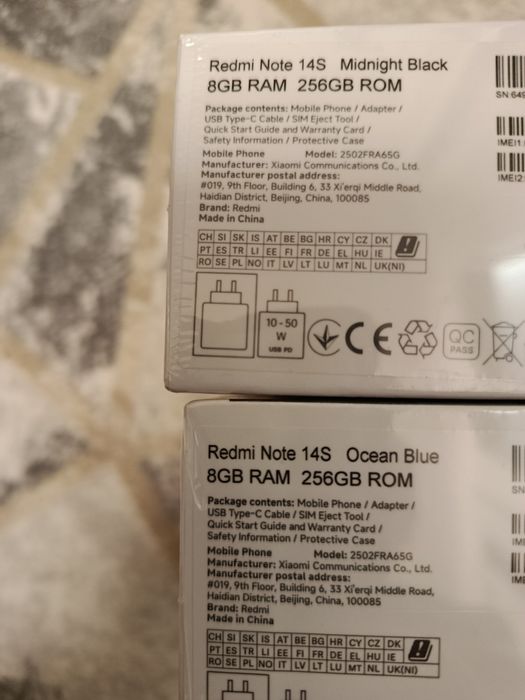 Redmi Note 14S Midnight Black
8GB RAM 256GB ROM
Package contents: Mobile Phone / Adapter /
USB Type-C Cable / SIM Eject Tool /
Quick Start Guide and Warranty Card /
Safety Information / Protective Case
Mobile Phone Model: 2502FRA65G
Manufacturer: Xiaomi Communications Co., Ltd.
Manufacturer postal address:
#019, 9th Floor, Building 6, 33 Xi'erqi Middle Road,
Haidian District, Beijing, China, 100085
Brand: Redmi
Made in China
CH SI SK IS AT BE BG HR CY CZ DK
PT ES TR LI EE FI FR DE EL HU IE
RO SE PL NO IT LV LT LU MT NL UK(NI)
10-50
W
USB PD
CE
QC
PASS
SN:649
IMEI1:
IMEI2:
Redmi Note 14S Ocean Blue
8GB RAM 256GB ROM
Package contents: Mobile Phone / Adapter /
USB Type-C Cable / SIM Eject Tool /
Quick Start Guide and Warranty Card /
Safety Information / Protective Case
Mobile Phone Model: 2502FRA65G
Manufacturer: Xiaomi Communications Co., Ltd.
Manufacturer postal address:
#019, 9th Floor, Building 6, 33 Xi'erqi Middle Road,
Haidian District, Beijing, China, 100085
Brand: Redmi
Made in China
CH SI SK IS AT BE BG HR CY CZ DK
PT ES TR LI EE FI FR DE EL HU IE
RO SE PL NO IT LV LT LU MT NL UK(NI)
SN